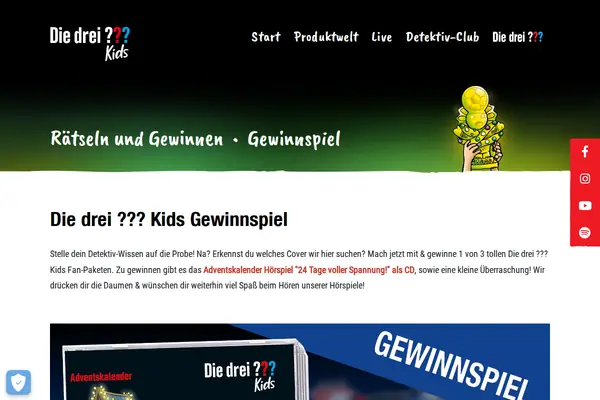 Die drei ???
Kids
Start Produktwelt Live Detektiv-Club Die drei ???
Rätseln und Gewinnen • Gewinnspiel
Die drei ??? Kids Gewinnspiel
Stelle dein Detektiv-Wissen auf die Probe! Na? Erkennst du welches Cover wir hier suchen? Mach jetzt mit & gewinne 1 von 3 tollen Die drei ???
Kids Fan-Paketen. Zu gewinnen gibt es das Adventskalender Hörspiel "24 Tage voller Spannung!" als CD, sowie eine kleine Überraschung! Wir
drücken dir die Daumen & wünschen dir weiterhin viel Spaß beim Hören unserer Hörspiele!
GEWINNSPIEL
Die drei ???
Kids
Adventskalender